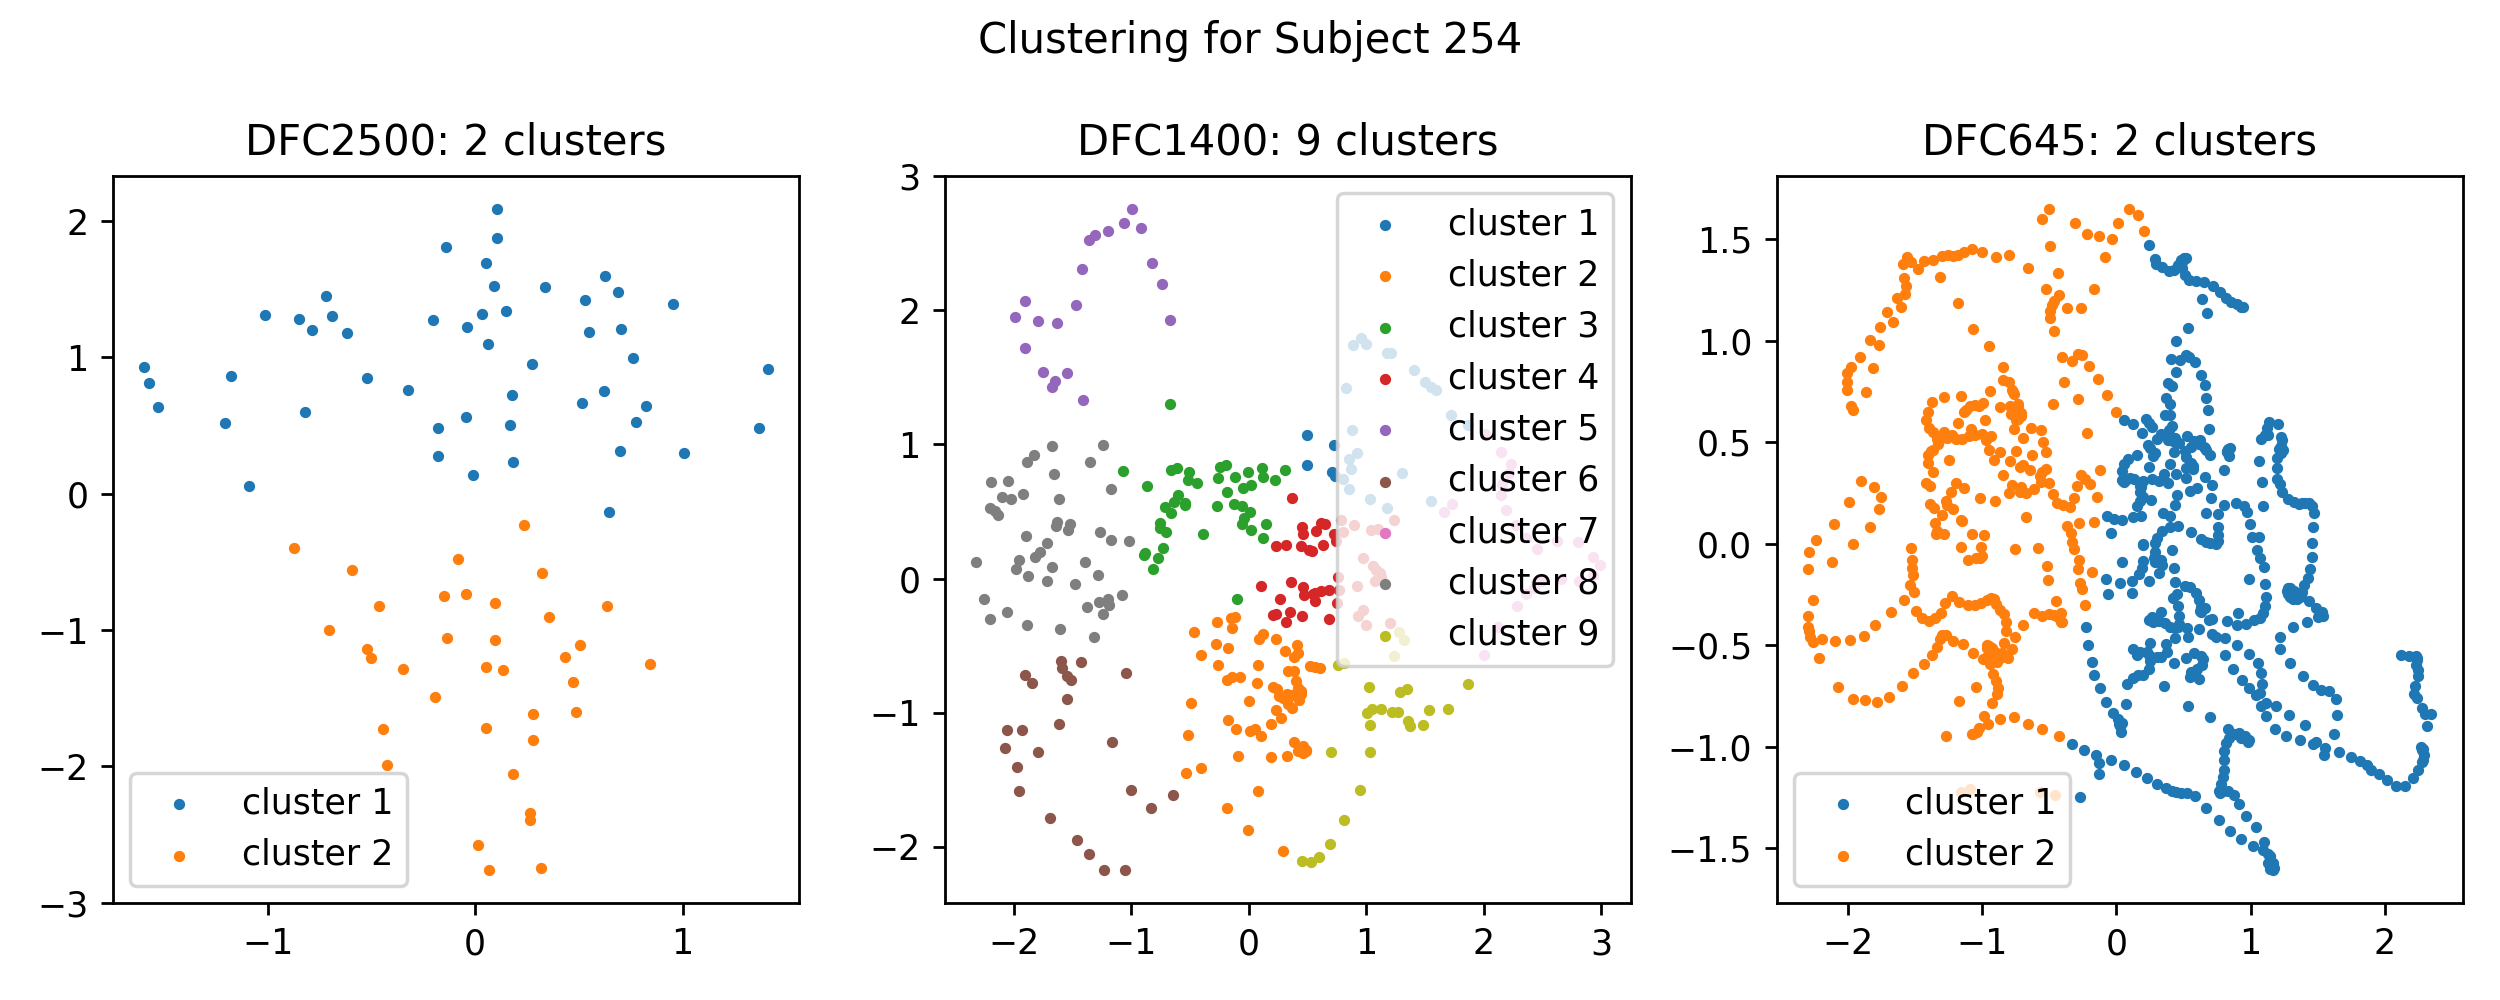 Clustering for Subject 254
DFC2500: 2 clusters
2
1
0
−1
−2
−3
−1
0
1
cluster 1
cluster 2
DFC1400: 9 clusters
3
2
1
0
−1
−2
−2
−1
0
1
2
3
cluster 1
cluster 2
cluster 3
cluster 4
cluster 5
cluster 6
cluster 7
cluster 8
cluster 9
DFC645: 2 clusters
1.5
1.0
0.5
0.0
−0.5
−1.0
−1.5
−2
−1
0
1
2
cluster 1
cluster 2